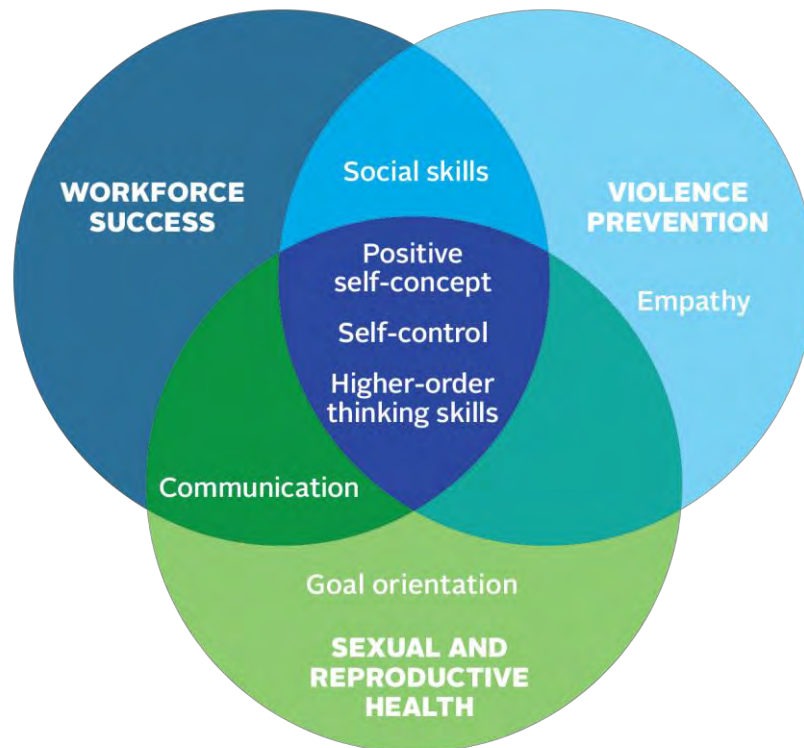 WORKFORCE
SUCCESS
Social skills
VIOLENCE
PREVENTION
Positive
self-concept
Empathy
Self-control
Higher-order
thinking skills
Communication
Goal orientation
SEXUAL AND
REPRODUCTIVE
HEALTH